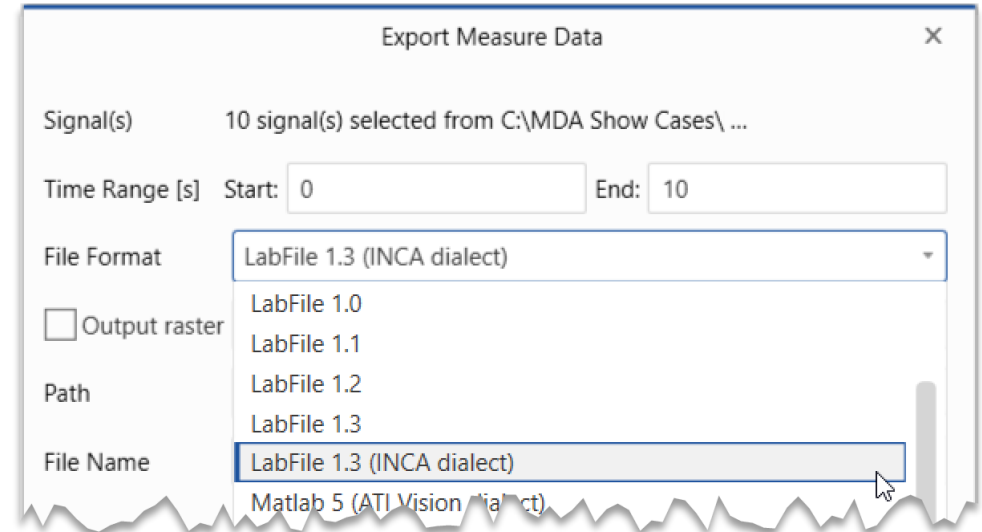 Export Measure Data
Signal(s) 10 signal(s) selected from C:\MDA Show Cases\ ...
Time Range [s] Start: 0 End: 10
File Format LabFile 1.3 (INCA dialect)
LabFile 1.0
Output raster
LabFile 1.1
LabFile 1.2
Path
LabFile 1.3
File Name LabFile 1.3 (INCA dialect)
Matlab 5 (ATI Vision dialect)